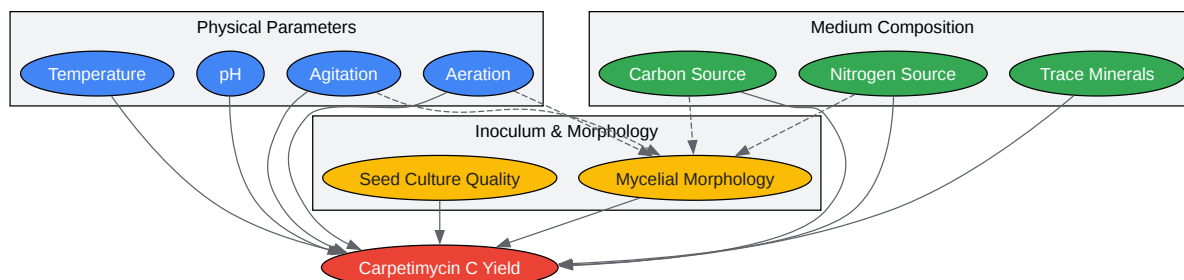 Physical Parameters
Medium Composition
Temperature
pH
Agitation
Aeration
Carbon Source
Nitrogen Source
Trace Minerals
Inoculum & Morphology
Seed Culture Quality
Mycelial Morphology
Carpetimycin C Yield